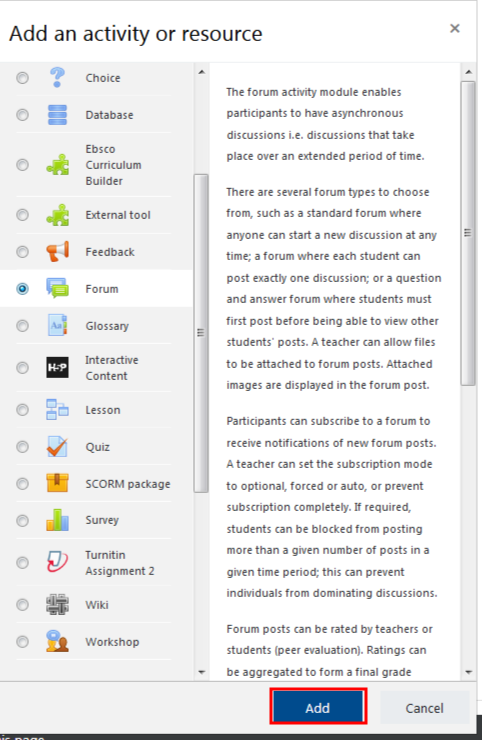 Add an activity or resource
×
Choice
Database
Ebsco
Curriculum
Builder
External tool
Feedback
Forum
Aa
Glossary
H5P
Interactive
Content
Lesson
Quiz
SCORM package
Survey
Turnitin
Assignment 2
Wiki
Workshop
The forum activity module enables
participants to have asynchronous
discussions i.e. discussions that take
place over an extended period of time.
There are several forum types to choose
from, such as a standard forum where
anyone can start a new discussion at any
time; a forum where each student can
post exactly one discussion; or a question
and answer forum where students must
first post before being able to view other
students' posts. A teacher can allow files
to be attached to forum posts. Attached
images are displayed in the forum post.
Participants can subscribe to a forum to
receive notifications of new forum posts.
A teacher can set the subscription mode
to optional, forced or auto, or prevent
subscription completely. If required,
students can be blocked from posting
more than a given number of posts in a
given time period; this can prevent
individuals from dominating discussions.
Forum posts can be rated by teachers or
students (peer evaluation). Ratings can
be aggregated to form a final grade
Add
Cancel
page